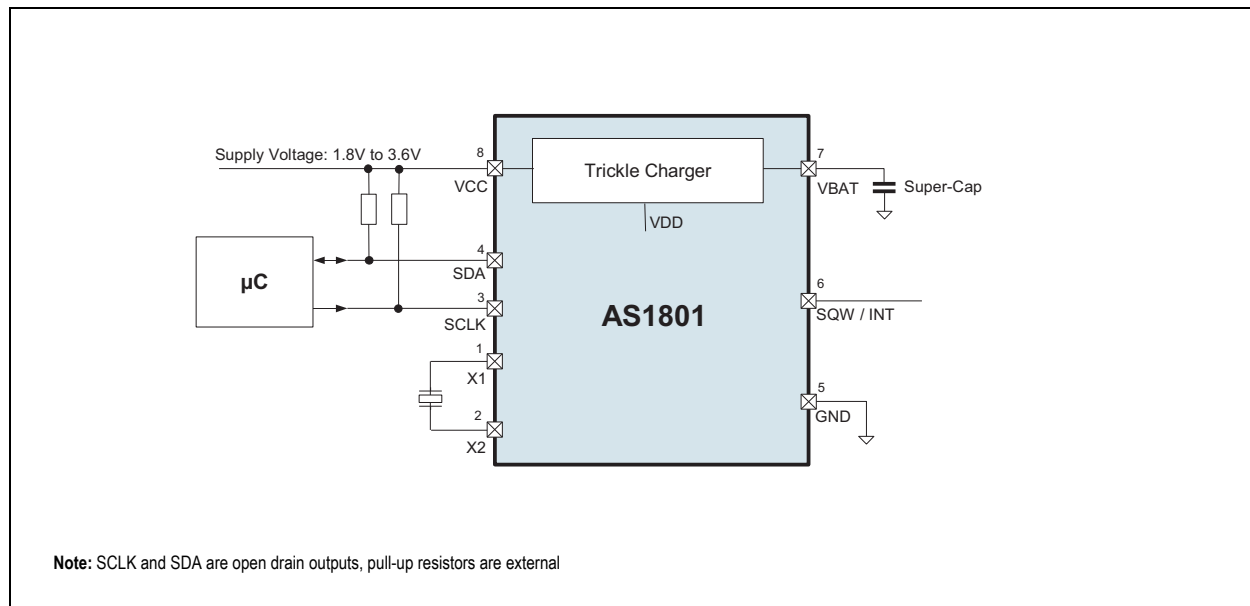 Supply Voltage: 1.8V to 3.6V
8
VCC
Trickle Charger
VDD
7
VBAT
Super-Cap
µC
4
SDA
3
SCLK
AS1801
6
SQW / INT
1
X1
2
X2
5
GND
Note: SCLK and SDA are open drain outputs, pull-up resistors are external